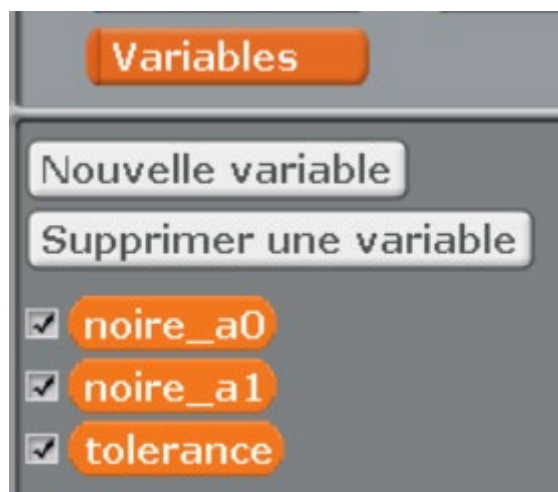 Variables
Nouvelle variable
Supprimer une variable
noire_a0
noire_a1
tolerance